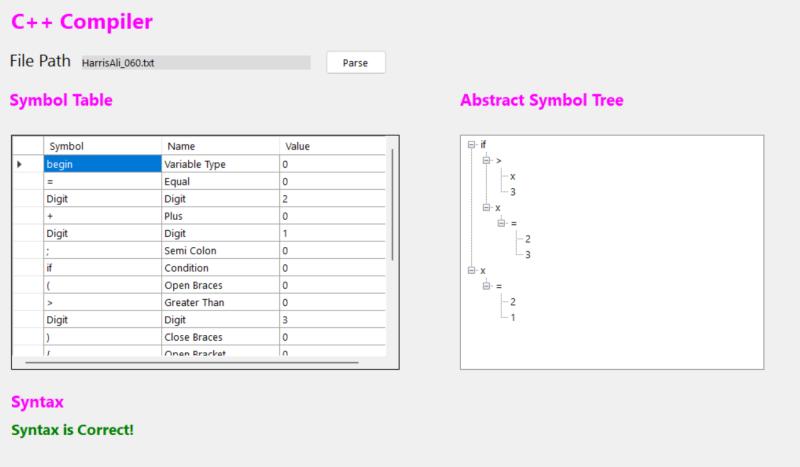 C++ Compiler
File Path HarrisAli_060.txt Parse
Symbol Table
Symbol Name Value
begin Variable Type 0
= Equal 0
Digit Digit 2
+ Plus 0
Digit Digit 1
; Semi Colon 0
if Condition 0
( Open Braces 0
> Greater Than 0
Digit Digit 3
) Close Braces 0
{ Open Bracket 0
Abstract Symbol Tree
if
>
x
3
x
=
2
3
x
=
2
1
Syntax
Syntax is Correct!